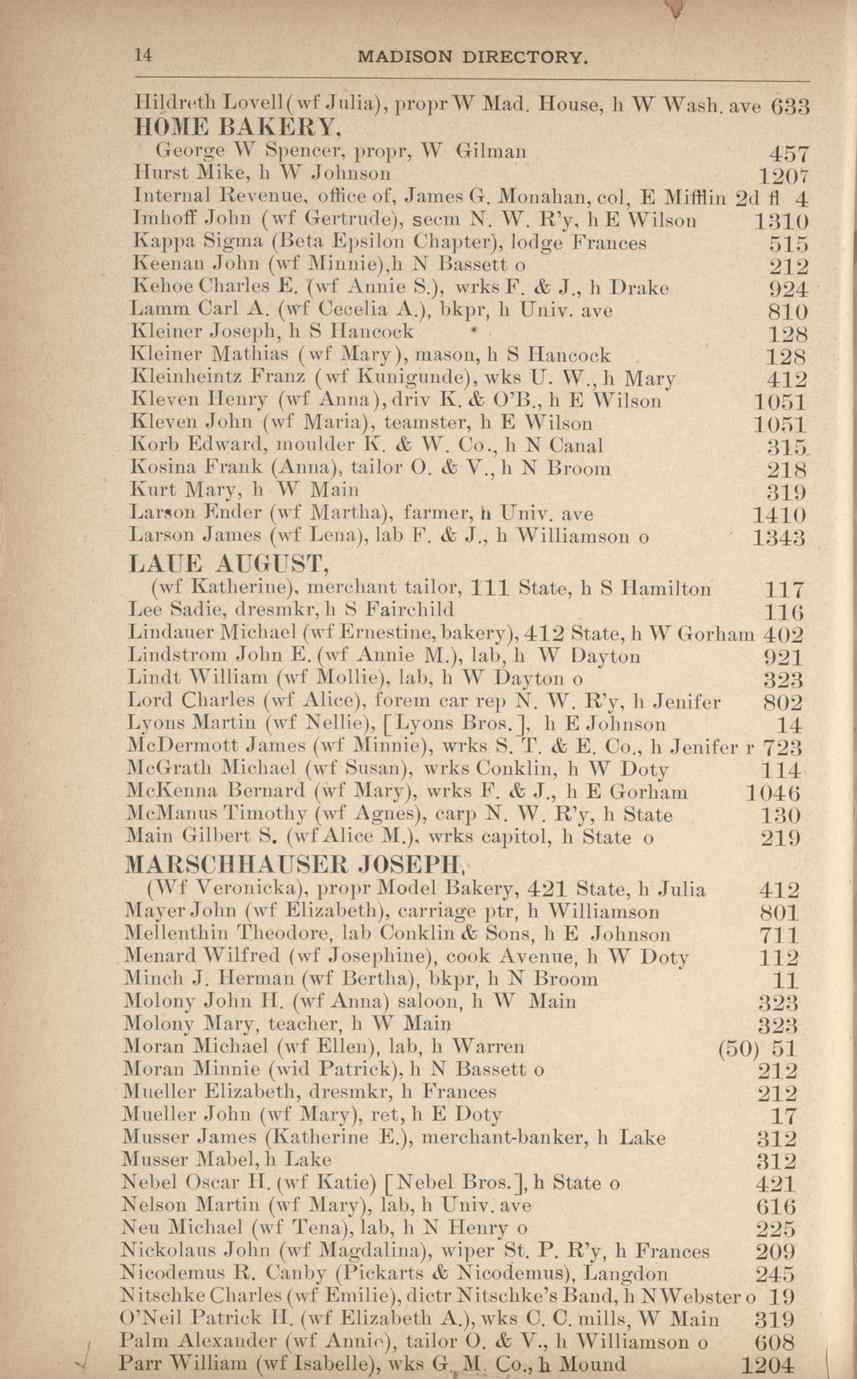 14 MADISON DIRECTORY.
Hildreth Lovell (wf Julia), propr W Mad. House, h W Wash. ave 633
HOME BAKERY,
George W Spencer, propr, W Gilman 457
Hurst Mike, h W Johnson 1207
Internal Revenue, office of, James G. Monahan, col, E Mifflin 2d fl 4
Imhoff John (wf Gertrude), secm N. W. R'y, h E Wilson 1310
Kappa Sigma (Beta Epsilon Chapter), lodge Frances 515
Keenan John (wf Minnie), h N Bassett o 212
Kehoe Charles E. (wf Annie S.), wrks F. & J., h Drake 924
Lamm Carl A. (wf Cecelia A.), bkpr, h Univ. ave 810
Kleiner Joseph, h S Hancock 128
Kleiner Mathias (wf Mary), mason, h S Hancock 128
Kleinheintz Franz (wf Kunigunde), wks U. W., h Mary 412
Kleven Henry (wf Anna), driv K. & O'B., h E Wilson 1051
Kleven John (wf Maria), teamster, h E Wilson 1051
Korb Edward, moulder K. & W. Co., h N Canal 315
Kosina Frank (Anna), tailor O. & V., h N Broom 218
Kurt Mary, h W Main 319
Larson Ender (wf Martha), farmer, h Univ. ave 1410
Larson James (wf Lena), lab F. & J., h Williamson o 1343
LAUE AUGUST,
(wf Katherine), merchant tailor, 111 State, h S Hamilton 117
Lee Sadie, dresmkr, h S Fairchild 116
Lindauer Michael (wf Ernestine, bakery), 412 State, h W Gorham 402
Lindstrom John E. (wf Annie M.), lab, h W Dayton 921
Lindt William (wf Mollie), lab, h W Dayton o 323
Lord Charles (wf Alice), forem car rep N. W. R'y, h Jenifer 802
Lyons Martin (wf Nellie), [Lyons Bros.], h E Johnson 14
McDermott James (wf Minnie), wrks S. T. & E. Co., h Jenifer r 723
McGrath Michael (wf Susan), wrks Conklin, h W Doty 114
McKenna Bernard (wf Mary), wrks F. & J., h E Gorham 1046
McManus Timothy (wf Agnes), carp N. W. R'y, h State 130
Main Gilbert S. (wf Alice M.), wrks capitol, h State o 219
MARSCHHAUSER JOSEPH,
(Wf Veronicka), propr Model Bakery, 421 State, h Julia 412
Mayer John (wf Elizabeth), carriage ptr, h Williamson 801
Mellenthin Theodore, lab Conklin & Sons, h E Johnson 711
Menard Wilfred (wf Josephine), cook Avenue, h W Doty 112
Minch J. Herman (wf Bertha), bkpr, h N Broom 11
Molony John H. (wf Anna) saloon, h W Main 323
Molony Mary, teacher, h W Main 323
Moran Michael (wf Ellen), lab, h Warren (50) 51
Moran Minnie (wid Patrick), h N Bassett o 212
Mueller Elizabeth, dresmkr, h Frances 212
Mueller John (wf Mary), ret, h E Doty 17
Musser James (Katherine E.), merchant-banker, h Lake 312
Musser Mabel, h Lake 312
Nebel Oscar H. (wf Katie) [Nebel Bros.], h State o 421
Nelson Martin (wf Mary), lab, h Univ. ave 616
Neu Michael (wf Tena), lab, h N Henry o 225
Nickolaus John (wf Magdalina), wiper St. P. R'y, h Frances 209
Nicodemus R. Canby (Pickarts & Nicodemus), Langdon 245
Nitschke Charles (wf Emilie), dictr Nitschke's Band, h N Webster o 19
O'Neil Patrick H. (wf Elizabeth A.), wks C. C. mills, W Main 319
Palm Alexander (wf Annie), tailor O. & V., h Williamson o 608
Parr William (wf Isabelle), wks G. M. Co., h Mound 1204